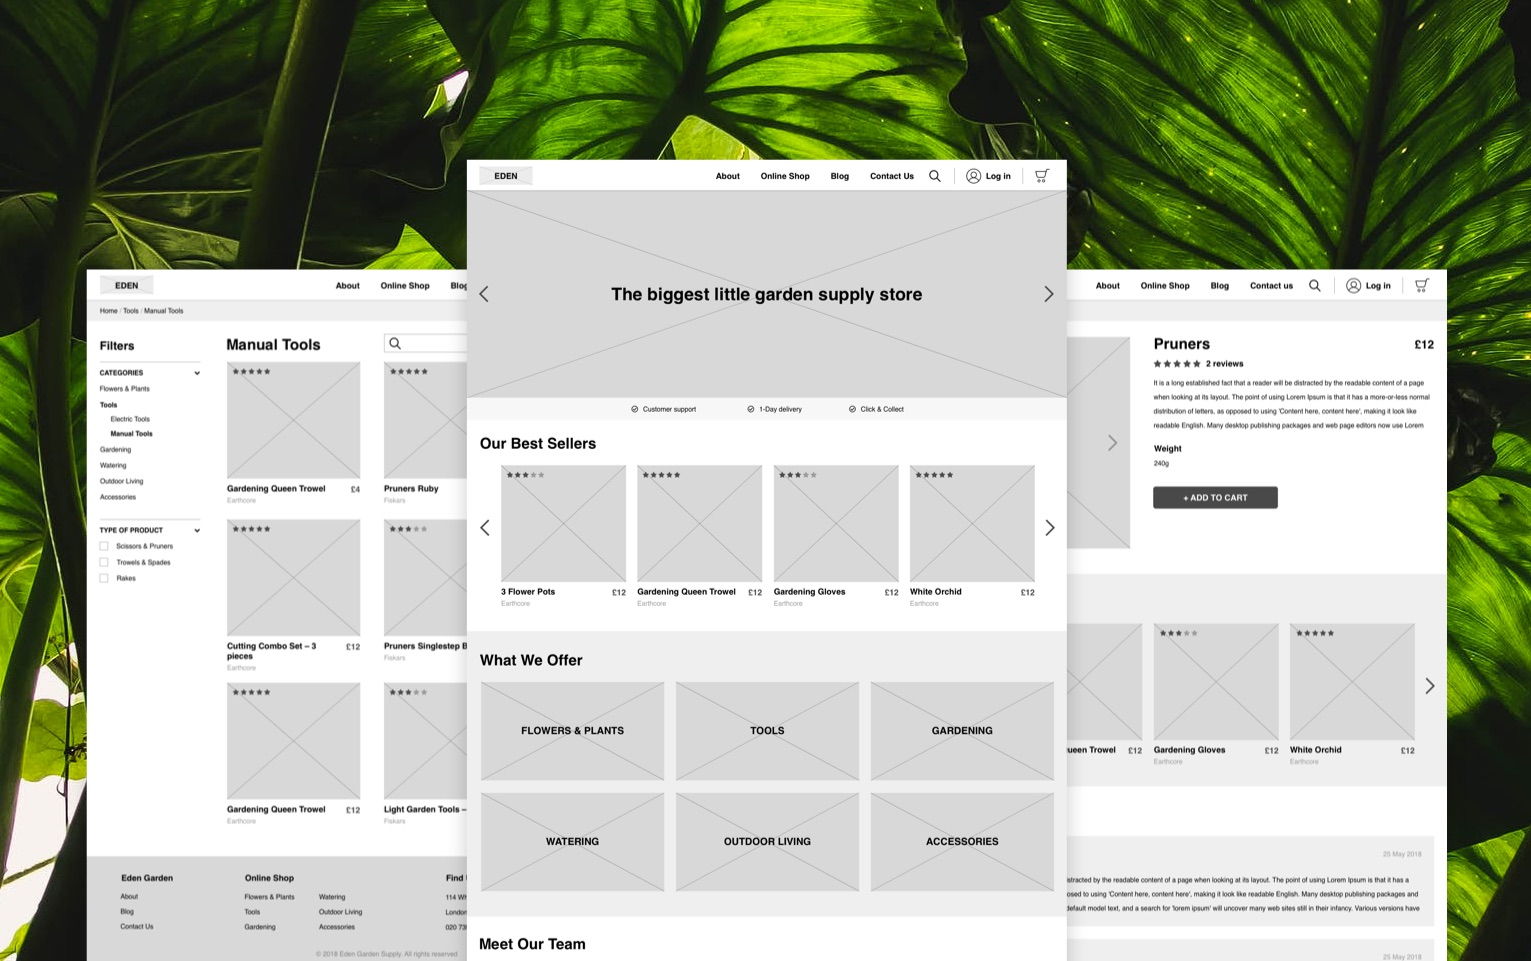 EDEN
About
Online Shop
Blog
Contact Us
Log in
The biggest little garden supply store
Customer support
1-Day delivery
Click & Collect
Our Best Sellers
3 Flower Pots £12
Earthcore
Gardening Queen Trowel £12
Earthcore
Gardening Gloves £12
Earthcore
White Orchid £12
Earthcore
What We Offer
FLOWERS & PLANTS
TOOLS
GARDENING
WATERING
OUTDOOR LIVING
ACCESSORIES
Meet Our Team
EDEN
About
Online Shop
Home / Tools / Manual Tools
Filters
CATEGORIES
Flowers & Plants
Tools
Electric Tools
Manual Tools
Gardening
Watering
Outdoor Living
Accessories
TYPE OF PRODUCT
Scissors & Pruners
Trowels & Spades
Rakes
Manual Tools
Gardening Queen Trowel £4
Earthcore
Pruners Ruby
Fiskars
Cutting Combo Set – 3
pieces £12
Earthcore
Pruners Singlestep
Fiskars
Gardening Queen Trowel £12
Earthcore
Light Garden Tools –
Fiskars
Eden Garden
About
Blog
Contact Us
Online Shop
Flowers & Plants
Tools
Gardening
Watering
Outdoor Living
Accessories
Find
114
London
020
© 2018 Eden Garden Supply. All rights reserved
About
Online Shop
Blog
Contact us
Log in
Pruners £12
2 reviews
It is a long established fact that a reader will be distracted by the readable content of a page
when looking at its layout. The point of using Lorem Ipsum is that it has a more-or-less normal
distribution of letters, as opposed to using 'Content here, content here', making it look like
readable English. Many desktop publishing packages and web page editors now use Lorem
Weight
240g
+ ADD TO CART
Trowel £12
Gardening Gloves £12
Earthcore
White Orchid £12
Earthcore
25 May 2018
by the readable content of a page when looking at its layout. The point of using Lorem Ipsum is that it has a
to using 'Content here, content here', making it look like readable English. Many desktop publishing packages and
model text, and a search for 'lorem ipsum' will uncover many web sites still in their infancy. Various versions have
25 May 2018